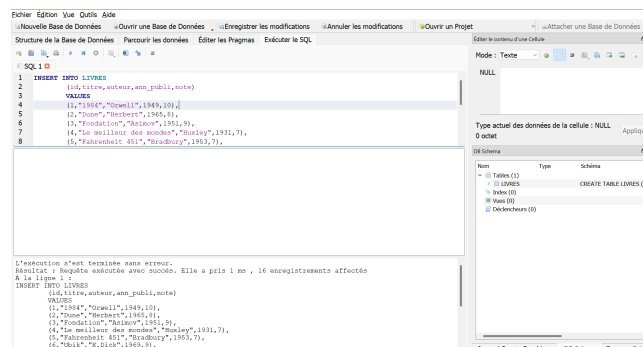 Fichier Édition Vue Outils Aide
Nouvelle Base de Données Ouvrir une Base de Données Enregistrer les modifications Annuler les modifications Ouvrir un Projet Attacher une Base de Données
Structure de la Base de Données Parcourir les données Éditer les Pragmas Exécuter le SQL
SQL 1
1 INSERT INTO LIVRES
2 (id,titre,auteur,ann_publi,note)
3 VALUES
4 (1,"1984","Orwell",1949,10),
5 (2,"Dune","Herbert",1965,8),
6 (3,"Fondation","Asimov",1951,9),
7 (4,"Le meilleur des mondes","Huxley",1931,7),
8 (5,"Fahrenheit 451","Bradbury",1953,7),
L'exécution s'est terminée sans erreur.
Résultat : Requête exécutée avec succès. Elle a pris 1 ms , 16 enregistrements affectés
À la ligne 1 :
INSERT INTO LIVRES
(id,titre,auteur,ann_publi,note)
VALUES
(1,"1984","Orwell",1949,10),
(2,"Dune","Herbert",1965,8),
(3,"Fondation","Asimov",1951,9),
(4,"Le meilleur des mondes","Huxley",1931,7),
(5,"Fahrenheit 451","Bradbury",1953,7),
(6,"Ubik","K.Dick",1969,9),
Éditer le contenu d'une Cellule
Mode : Texte
NULL
Type actuel des données de la cellule : NULL
0 octet
Appliqu
DB Schema
Nom Type Schéma
Tables (1)
LIVRES CREATE TABLE LIVRES (
Index (0)
Vues (0)
Déclencheurs (0)